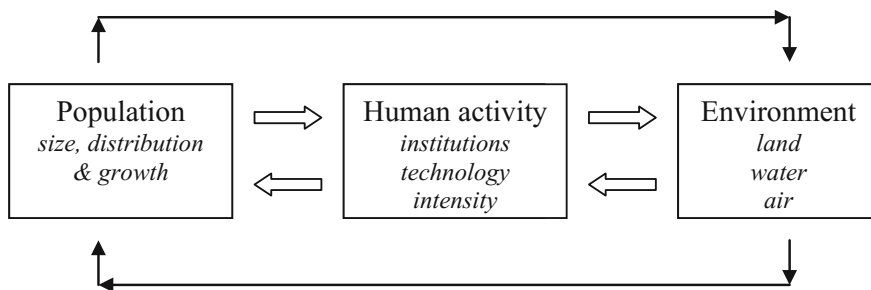 Population
size, distribution
& growth
Human activity
institutions
technology
intensity
Environment
land
water
air